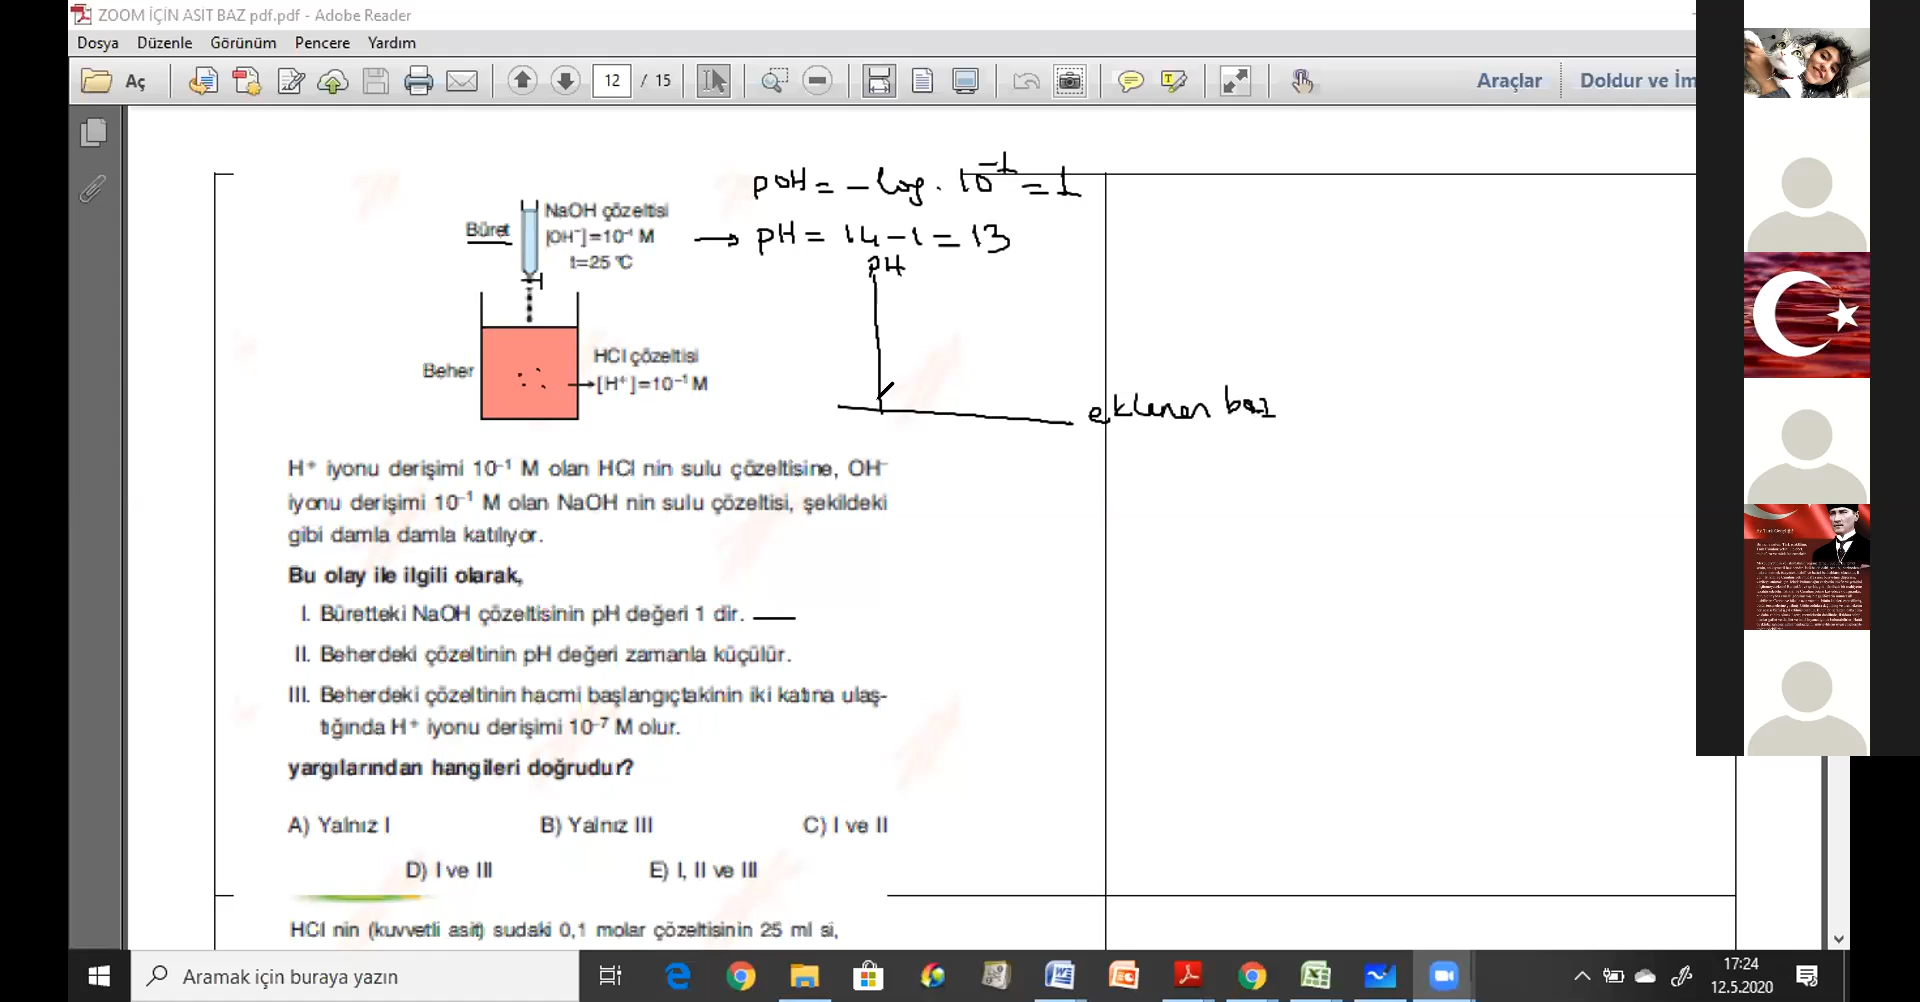 ZOOM İÇİN ASİT BAZ pdf.pdf - Adobe Reader
Dosya Düzenle Görünüm Pencere Yardım
Aç 12 / 15 Araçlar Doldur ve İm
pOH = -log. 10⁻¹ = 1
pH = 14 - 1 = 13
Büret
NaOH çözeltisi
[OH⁻]=10⁻¹ M
t=25 °C
pH
Beher
HCl çözeltisi
[H⁺]=10⁻¹ M
eklenen baz
H⁺ iyonu derişimi 10⁻¹ M olan HCl nin sulu çözeltisine, OH⁻
iyonu derişimi 10⁻¹ M olan NaOH nin sulu çözeltisi, şekildeki
gibi damla damla katılıyor.
Bu olay ile ilgili olarak,
I. Büretteki NaOH çözeltisinin pH değeri 1 dir.
II. Beherdeki çözeltinin pH değeri zamanla küçülür.
III. Beherdeki çözeltinin hacmi başlangıçtakinin iki katına ulaş-
tığında H⁺ iyonu derişimi 10⁻⁷ M olur.
yargılarından hangileri doğrudur?
A) Yalnız I B) Yalnız III C) I ve II
D) I ve III E) I, II ve III
HCl nin (kuvvetli asit) sudaki 0,1 molar çözeltisinin 25 ml si,
Ey Türk Gençliği!
Aramak için buraya yazın
17:24
12.5.2020